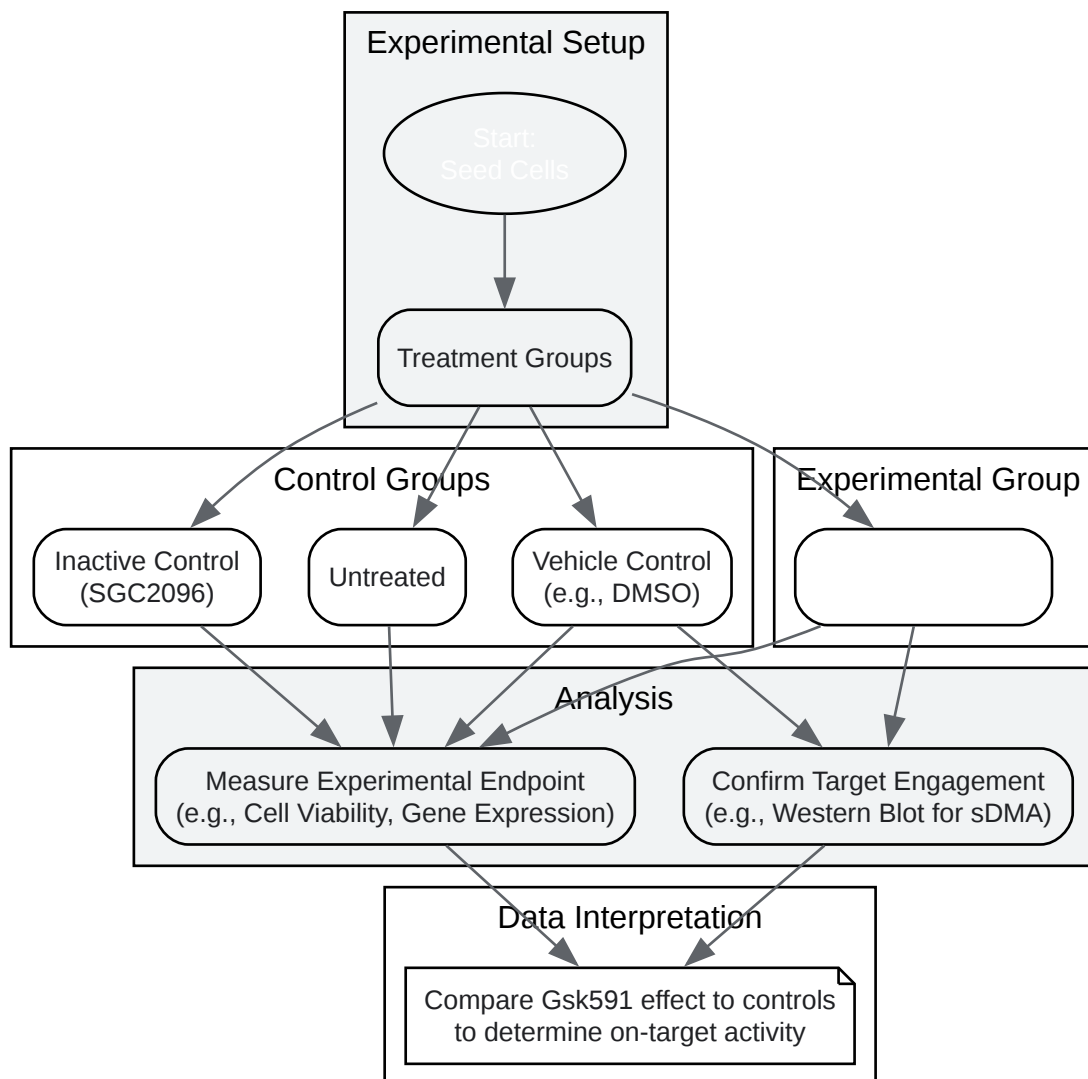 Experimental Setup
Start:
Seed Cells
Treatment Groups
Control Groups
Experimental Group
Inactive Control
(SGC2096)
Untreated
Vehicle Control
(e.g., DMSO)
Analysis
Measure Experimental Endpoint
(e.g., Cell Viability, Gene Expression)
Confirm Target Engagement
(e.g., Western Blot for sDMA)
Data Interpretation
Compare Gsk591 effect to controls
to determine on-target activity